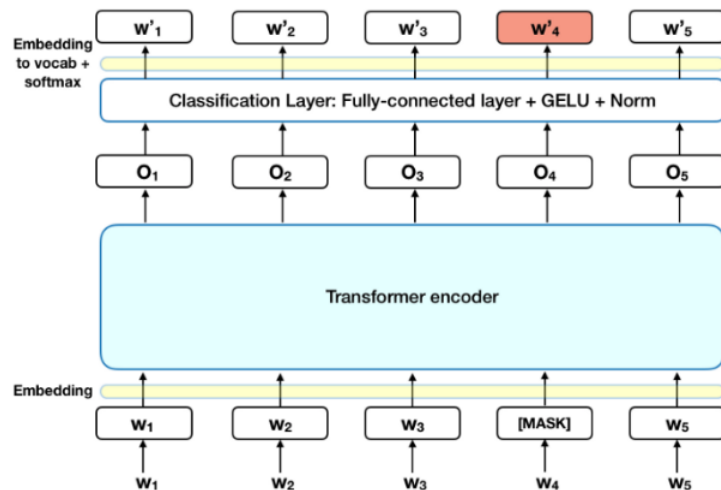 w'₁ w'₂ w'₃ w'₄ w'₅
Embedding
to vocab +
softmax
Classification Layer: Fully-connected layer + GELU + Norm
O₁ O₂ O₃ O₄ O₅
Transformer encoder
Embedding
W₁ W₂ W₃ [MASK] W₅
W₁ W₂ W₃ W₄ W₅